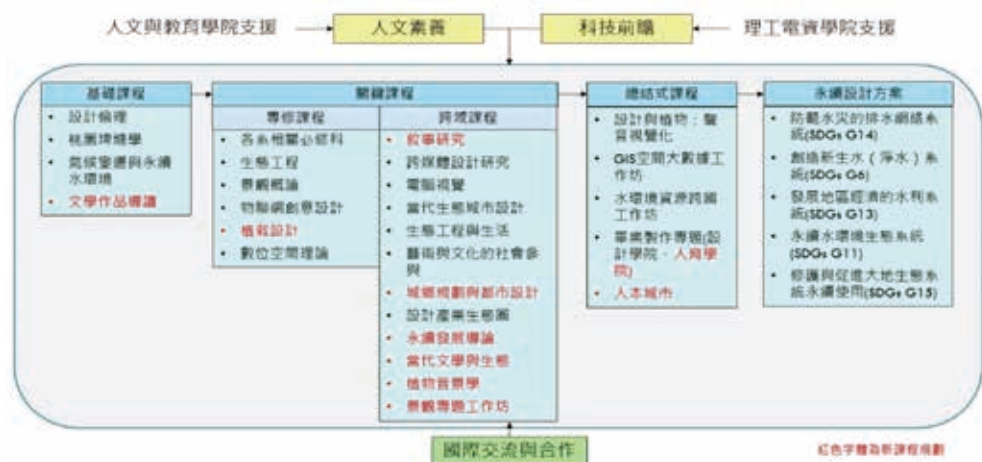 人文與教育學院支援
人文素養
科技前瞻
理工電資學院支援
基礎課程
• 設計倫理
• 桃園埤塘學
• 氣候變遷與永續
水環境
• 文學作品導讀
關鍵課程
專修課程
• 各系相關必修科
• 生態工程
• 景觀概論
• 物聯網創意設計
• 植栽設計
• 數位空間理論
跨域課程
• 敘事研究
• 跨媒體設計研究
• 電腦視覺
• 當代生態城市設計
• 生態工程與生活
• 藝術與文化的社會參
與
• 城鄉規劃與都市設計
• 設計產業生態圈
• 永續發展導論
• 當代文學與生態
• 植物背景學
• 景觀專題工作坊
總結式課程
• 設計與植物：聲
音視覺化
• GIS空間大數據工
作坊
• 水環境資源跨國
工作坊
• 畢業製作專題(設
計學院、人育學
院)
• 人本城市
永續設計方案
• 防範水災的排水網絡系
統(SDGs G14)
• 創造新生水（淨水）系
統(SDGs G6)
• 發展地區經濟的水利系
統(SDGs G13)
• 永續水環境生態系統
(SDGs G11)
• 修護與促進大地生態系
統永續使用(SDGs G15)
國際交流與合作
紅色字體為新課程規劃